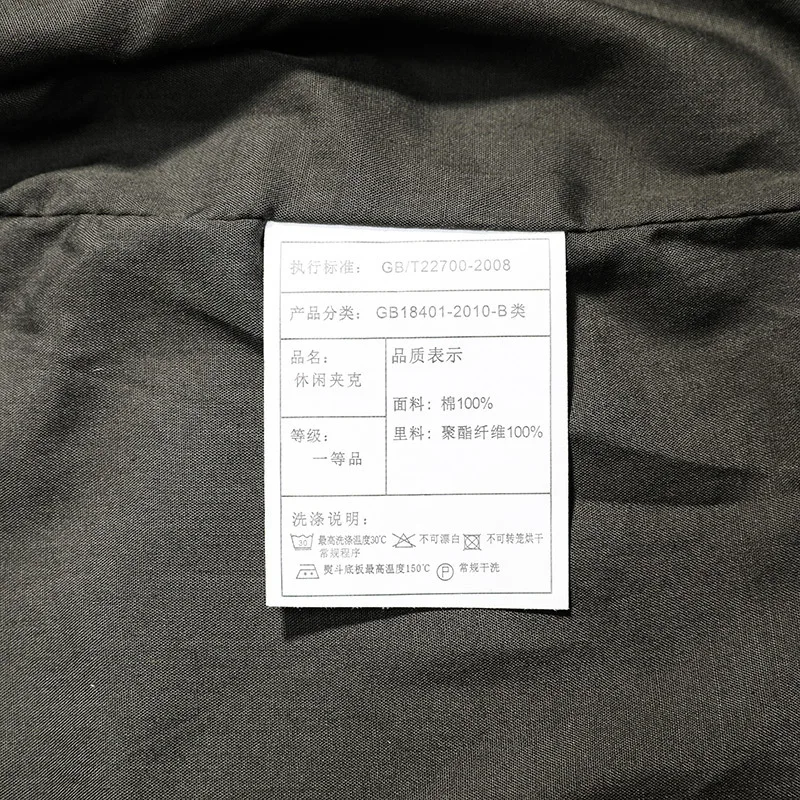 执行标准： GB/T22700-2008
产品分类： GB18401-2010-B类
品名：
休闲夹克
等级：
一等品
品质表示
面料：棉100%
里料：聚酯纤维100%
洗涤说明：
30 最高洗涤温度30℃ 不可漂白 不可转笼烘干
常规程序
熨斗底板最高温度150℃ P 常规干洗